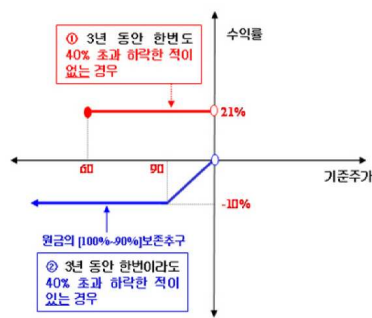 ① 3년 동안 한번도
40% 초과 하락한 적이
없는 경우
수익률
21%
60
90
기준주가
-10%
원금의 [100%~90%]보존추구
② 3년 동안 한번이라도
40% 초과 하락한 적이
있는 경우